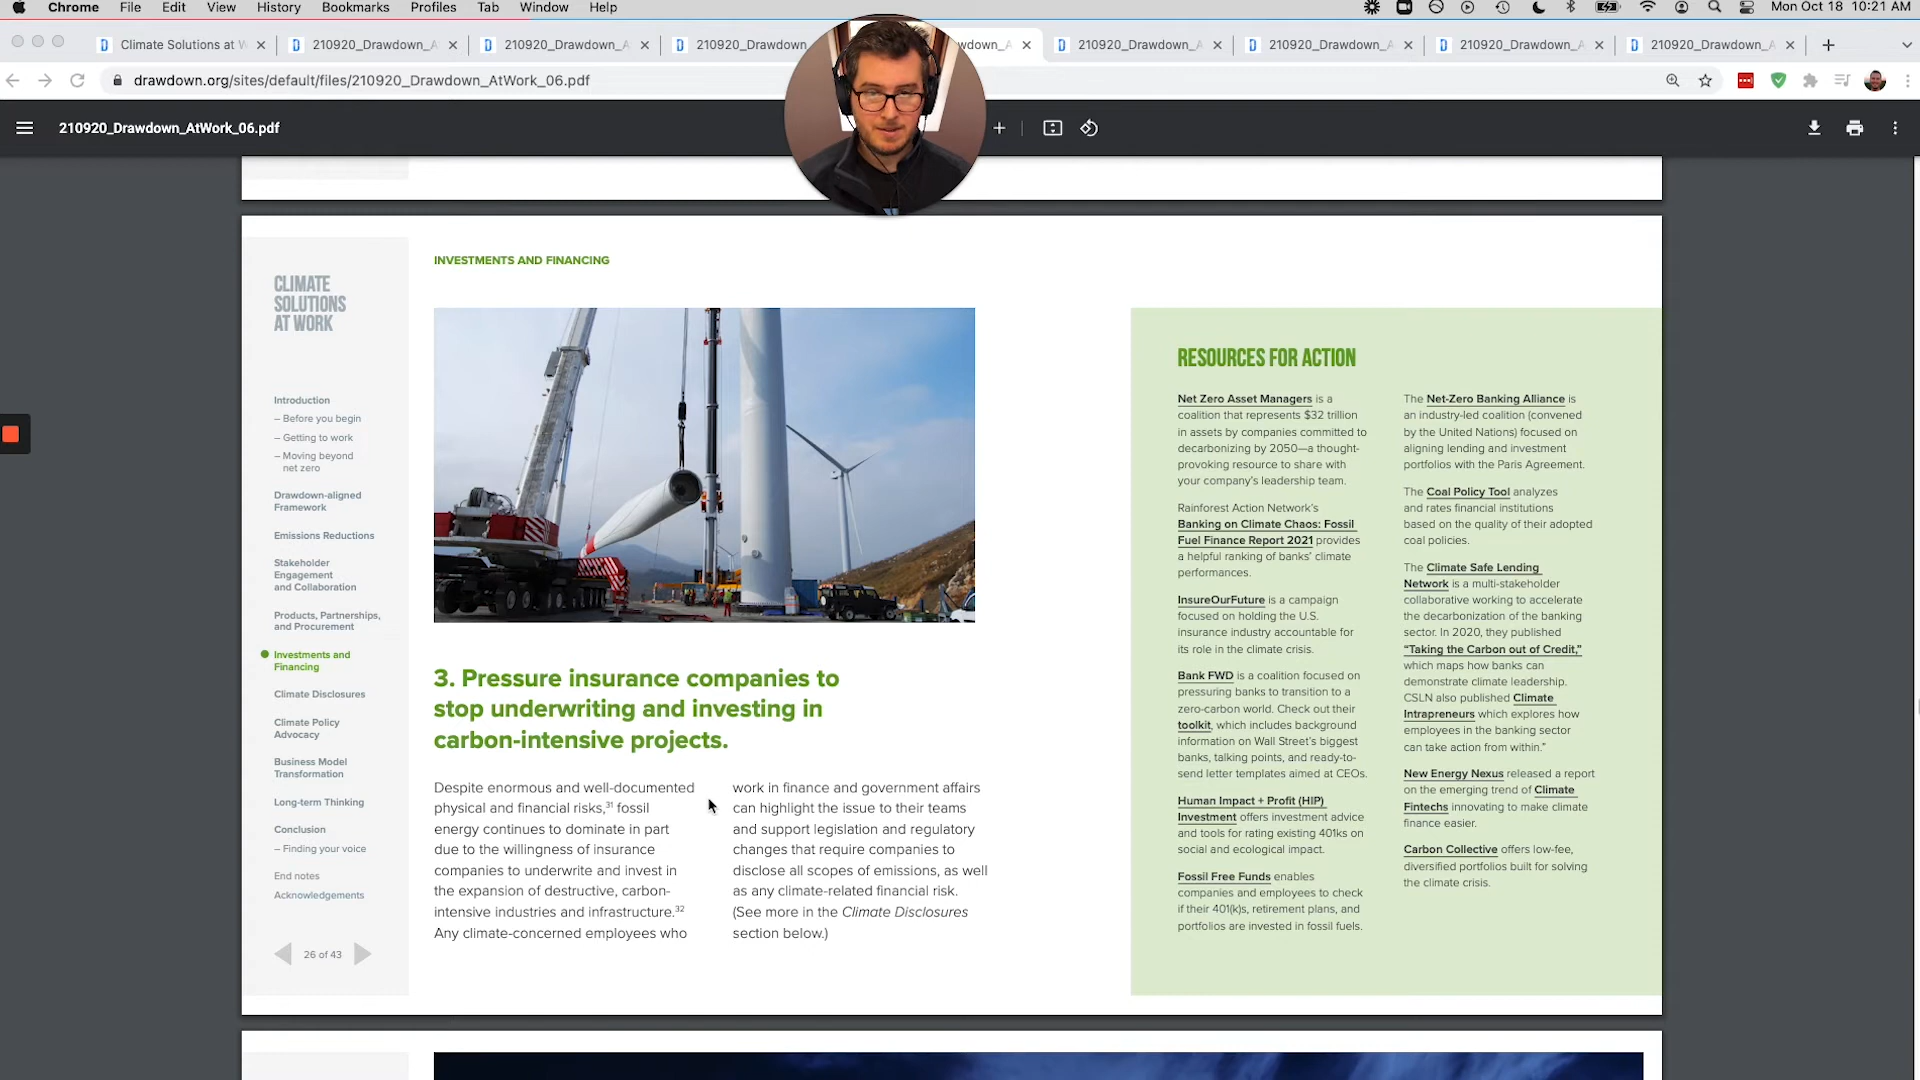 Chrome File Edit View History Bookmarks Profiles Tab Window Help Mon Oct 18 10:21 AM
Climate Solutions at 210920_Drawdown_A 210920_Drawdown_A 210920_Drawdown 210920_Drawdown_A 210920_Drawdown_A 210920_Drawdown_A 210920_Drawdown_A
drawdown.org/sites/default/files/210920_Drawdown_AtWork_06.pdf
210920_Drawdown_AtWork_06.pdf
CLIMATE
SOLUTIONS
AT WORK
Introduction
– Before you begin
– Getting to work
– Moving beyond
net zero
Drawdown-aligned
Framework
Emissions Reductions
Stakeholder
Engagement
and Collaboration
Products, Partnerships,
and Procurement
Investments and
Financing
Climate Disclosures
Climate Policy
Advocacy
Business Model
Transformation
Long-term Thinking
Conclusion
– Finding your voice
End notes
Acknowledgements
26 of 43
INVESTMENTS AND FINANCING
3. Pressure insurance companies to
stop underwriting and investing in
carbon-intensive projects.
Despite enormous and well-documented
physical and financial risks,³¹ fossil
energy continues to dominate in part
due to the willingness of insurance
companies to underwrite and invest in
the expansion of destructive, carbon-
intensive industries and infrastructure.³²
Any climate-concerned employees who
work in finance and government affairs
can highlight the issue to their teams
and support legislation and regulatory
changes that require companies to
disclose all scopes of emissions, as well
as any climate-related financial risk.
(See more in the Climate Disclosures
section below.)
RESOURCES FOR ACTION
Net Zero Asset Managers is a
coalition that represents $32 trillion
in assets by companies committed to
decarbonizing by 2050—a thought-
provoking resource to share with
your company's leadership team.
Rainforest Action Network's
Banking on Climate Chaos: Fossil
Fuel Finance Report 2021 provides
a helpful ranking of banks' climate
performances.
InsureOurFuture is a campaign
focused on holding the U.S.
insurance industry accountable for
its role in the climate crisis.
Bank FWD is a coalition focused on
pressuring banks to transition to a
zero-carbon world. Check out their
toolkit, which includes background
information on Wall Street's biggest
banks, talking points, and ready-to-
send letter templates aimed at CEOs.
Human Impact + Profit (HIP)
Investment offers investment advice
and tools for rating existing 401ks on
social and ecological impact.
Fossil Free Funds enables
companies and employees to check
if their 401(k)s, retirement plans, and
portfolios are invested in fossil fuels.
The Net-Zero Banking Alliance is
an industry-led coalition (convened
by the United Nations) focused on
aligning lending and investment
portfolios with the Paris Agreement.
The Coal Policy Tool analyzes
and rates financial institutions
based on the quality of their adopted
coal policies.
The Climate Safe Lending
Network is a multi-stakeholder
collaborative working to accelerate
the decarbonization of the banking
sector. In 2020, they published
"Taking the Carbon out of Credit,"
which maps how banks can
demonstrate climate leadership.
CSLN also published Climate
Intrapreneurs which explores how
employees in the banking sector
can take action from within."
New Energy Nexus released a report
on the emerging trend of Climate
Fintechs innovating to make climate
finance easier.
Carbon Collective offers low-fee,
diversified portfolios built for solving
the climate crisis.